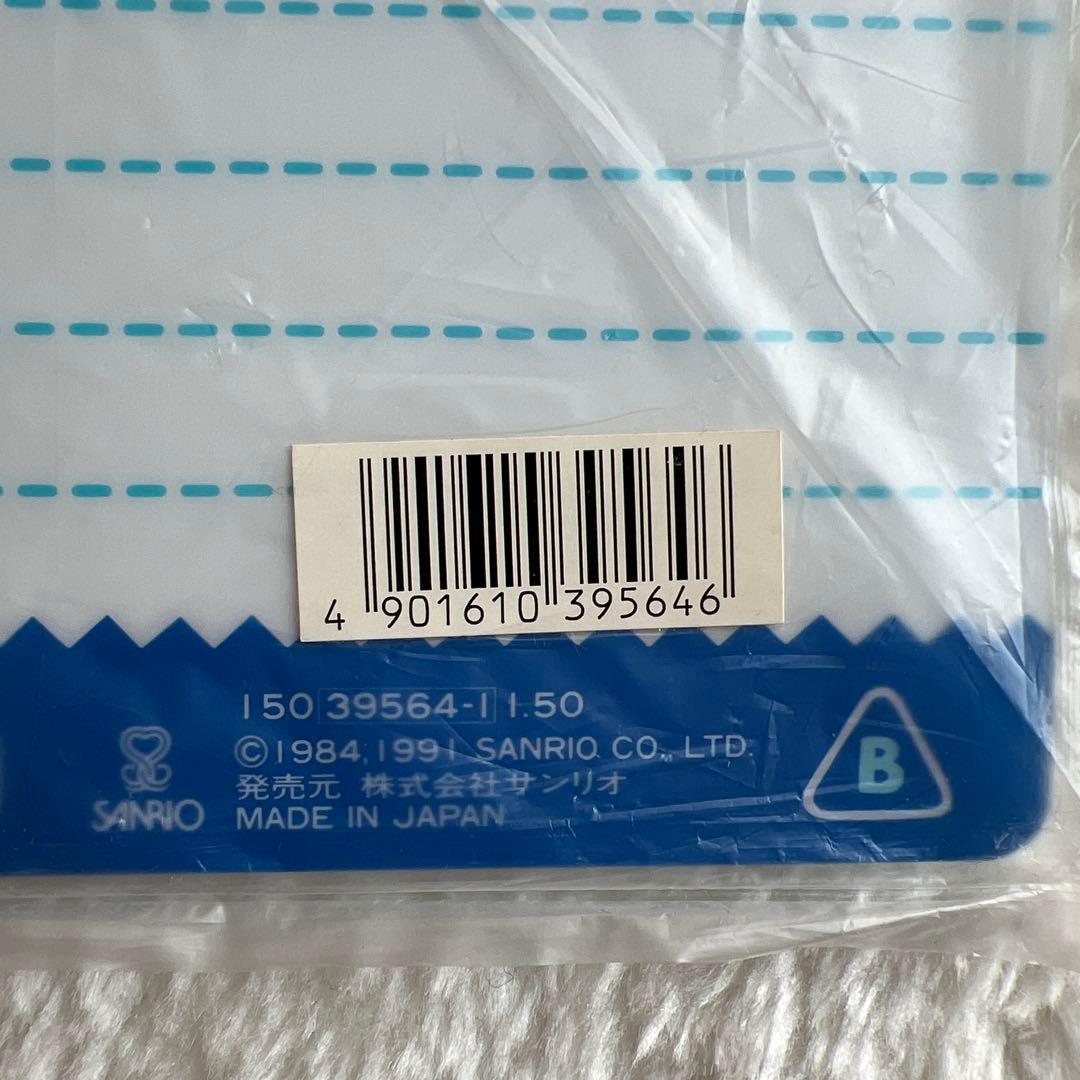 4 901610 395646
150 39564-1 1.50
©1984, 1991 SANRIO CO., LTD.
発売元 株式会社サンリオ
MADE IN JAPAN
SANRIO
B